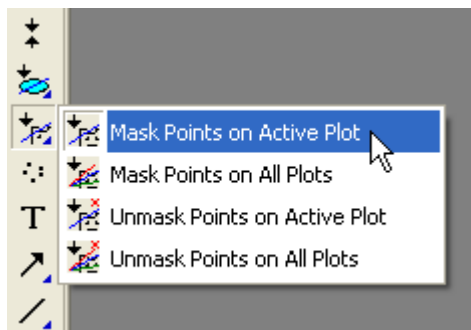 Mask Points on Active Plot
Mask Points on All Plots
Unmask Points on Active Plot
T
Unmask Points on All Plots